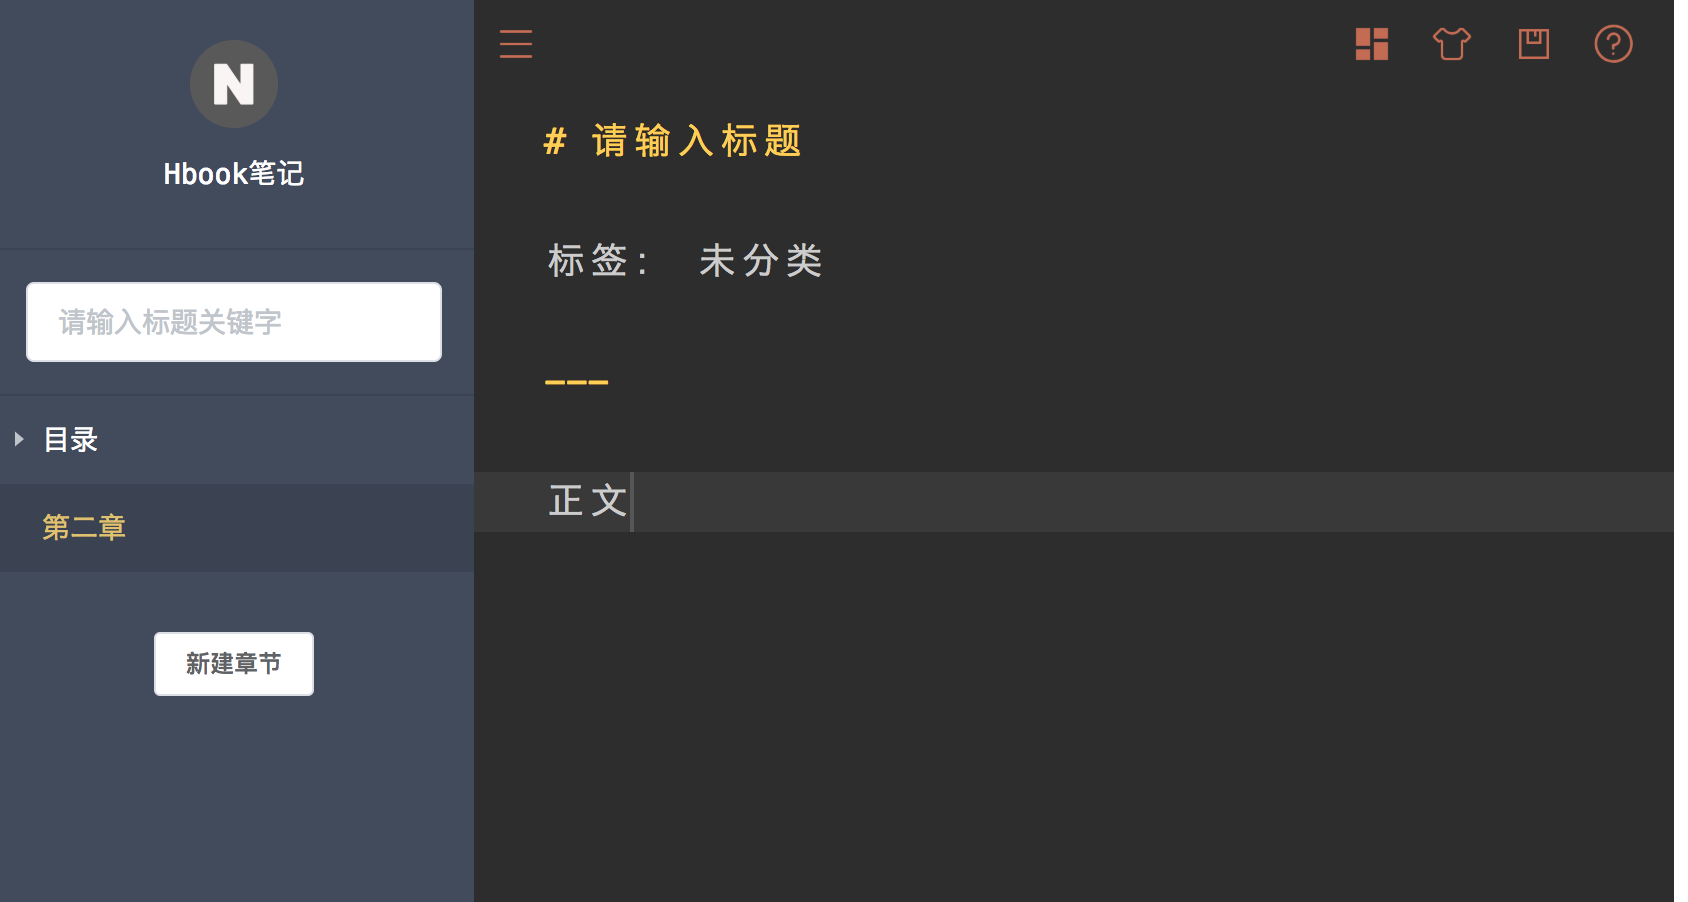 N
Hbook笔记
请输入标题关键字
目录
第二章
新建章节
# 请输入标题
标签: 未分类
---
正文